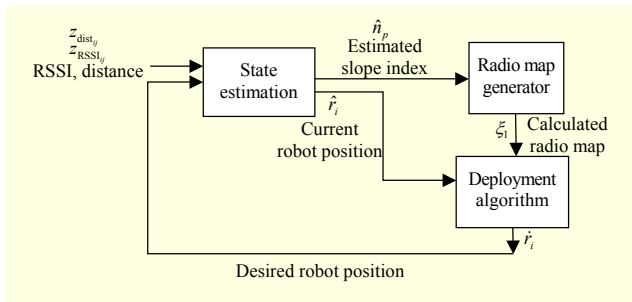 z_dist_ij
z_RSSI_ij
RSSI, distance
State
estimation
n̂_p
Estimated
slope index
r̂_i
Current
robot position
Radio map
generator
ξ_1
Calculated
radio map
Deployment
algorithm
ṙ_i
Desired robot position